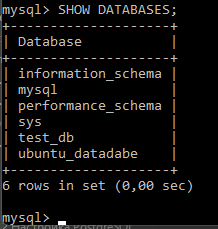 mysql> SHOW DATABASES;
+--------------------+
| Database           |
+--------------------+
| information_schema |
| mysql              |
| performance_schema |
| sys                |
| test_db            |
| ubuntu_datadabe    |
+--------------------+
6 rows in set (0,00 sec)
mysql>